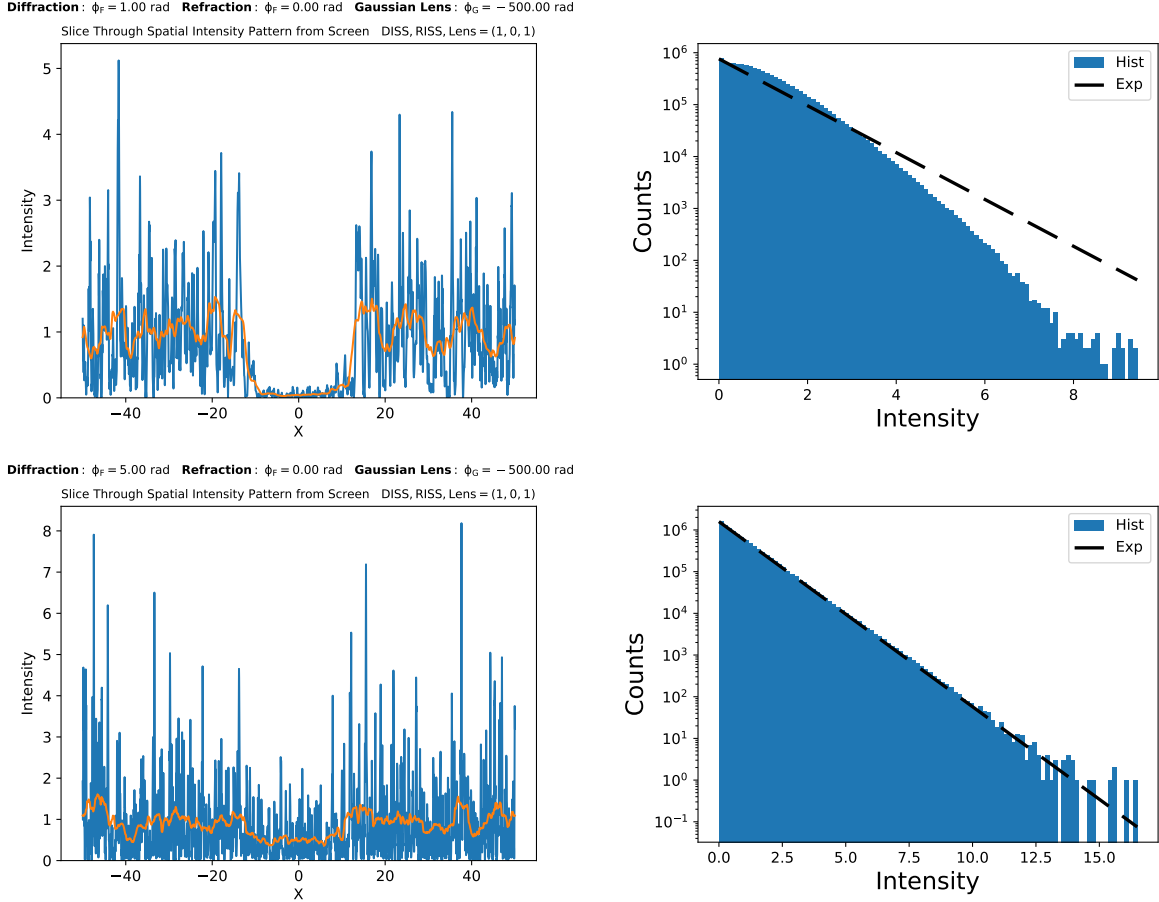 Diffraction: ϕF = 1.00 rad Refraction: ϕF = 0.00 rad Gaussian Lens: ϕG = −500.00 rad
Slice Through Spatial Intensity Pattern from Screen DISS, RISS, Lens = (1, 0, 1)
5
4
3
2
1
0
Intensity
−40 −20 0 20 40
X
10^6
10^5
10^4
10^3
10^2
10^1
10^0
Counts
Hist
Exp
0 2 4 6 8
Intensity
Diffraction: ϕF = 5.00 rad Refraction: ϕF = 0.00 rad Gaussian Lens: ϕG = −500.00 rad
Slice Through Spatial Intensity Pattern from Screen DISS, RISS, Lens = (1, 0, 1)
8
7
6
5
4
3
2
1
0
Intensity
−40 −20 0 20 40
X
10^6
10^5
10^4
10^3
10^2
10^1
10^0
10^−1
Counts
Hist
Exp
0.0 2.5 5.0 7.5 10.0 12.5 15.0
Intensity